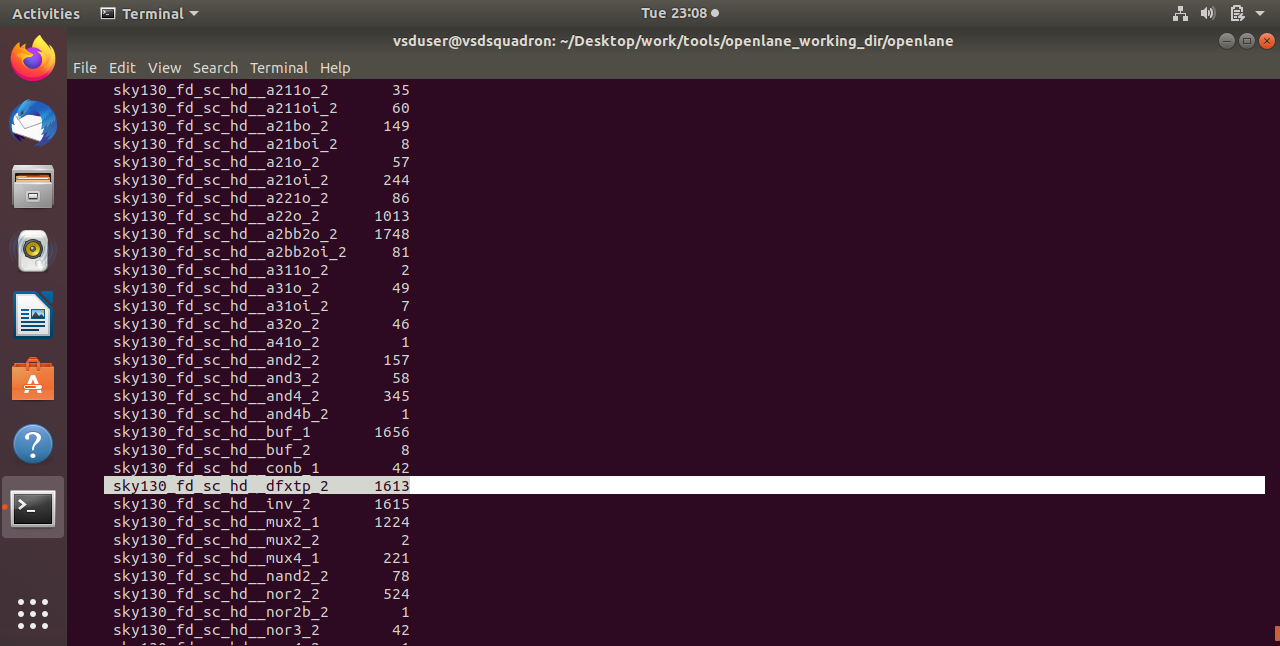 Activities Terminal Tue 23:08
vsduser@vsdsquadron: ~/Desktop/work/tools/openlane_working_dir/openlane
File Edit View Search Terminal Help
sky130_fd_sc_hd__a211o_2 35
sky130_fd_sc_hd__a211oi_2 60
sky130_fd_sc_hd__a21bo_2 149
sky130_fd_sc_hd__a21boi_2 8
sky130_fd_sc_hd__a21o_2 57
sky130_fd_sc_hd__a21oi_2 244
sky130_fd_sc_hd__a221o_2 86
sky130_fd_sc_hd__a22o_2 1013
sky130_fd_sc_hd__a2bb2o_2 1748
sky130_fd_sc_hd__a2bb2oi_2 81
sky130_fd_sc_hd__a311o_2 2
sky130_fd_sc_hd__a31o_2 49
sky130_fd_sc_hd__a31oi_2 7
sky130_fd_sc_hd__a32o_2 46
sky130_fd_sc_hd__a41o_2 1
sky130_fd_sc_hd__and2_2 157
sky130_fd_sc_hd__and3_2 58
sky130_fd_sc_hd__and4_2 345
sky130_fd_sc_hd__and4b_2 1
sky130_fd_sc_hd__buf_1 1656
sky130_fd_sc_hd__buf_2 8
sky130_fd_sc_hd__conb_1 42
sky130_fd_sc_hd__dfxtp_2 1613
sky130_fd_sc_hd__inv_2 1615
sky130_fd_sc_hd__mux2_1 1224
sky130_fd_sc_hd__mux2_2 2
sky130_fd_sc_hd__mux4_1 221
sky130_fd_sc_hd__nand2_2 78
sky130_fd_sc_hd__nor2_2 524
sky130_fd_sc_hd__nor2b_2 1
sky130_fd_sc_hd__nor3_2 42